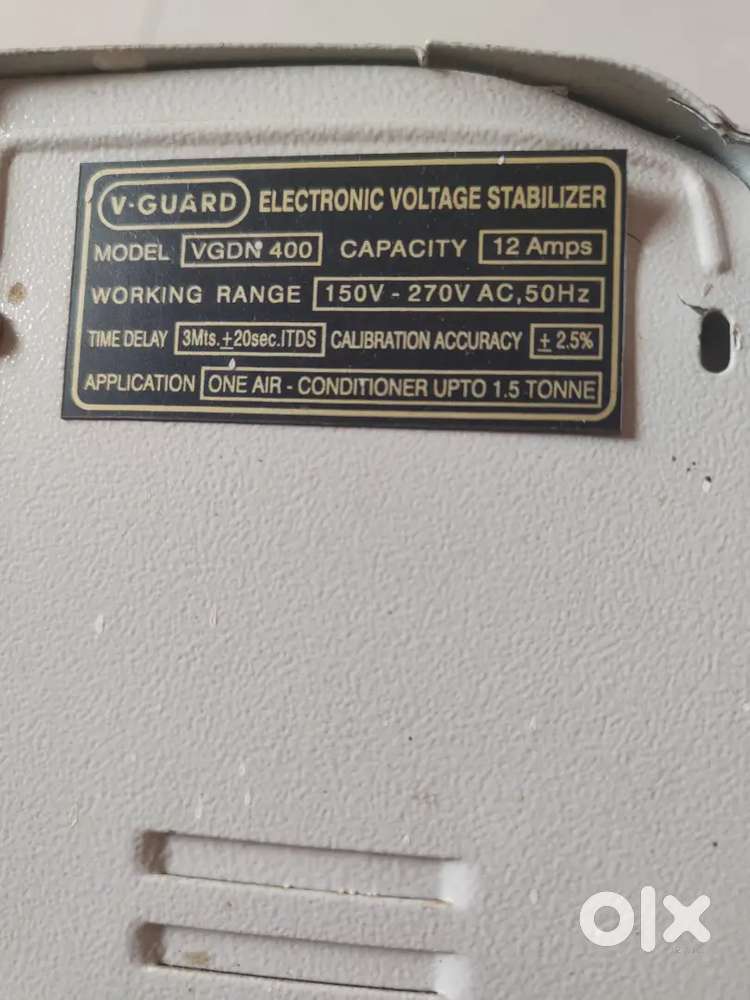 V-GUARD ELECTRONIC VOLTAGE STABILIZER
MODEL VGDN 400 CAPACITY 12 Amps
WORKING RANGE 150V - 270V AC,50Hz
TIME DELAY 3Mts.±20sec.ITDS CALIBRATION ACCURACY ± 2.5%
APPLICATION ONE AIR - CONDITIONER UPTO 1.5 TONNE
olx